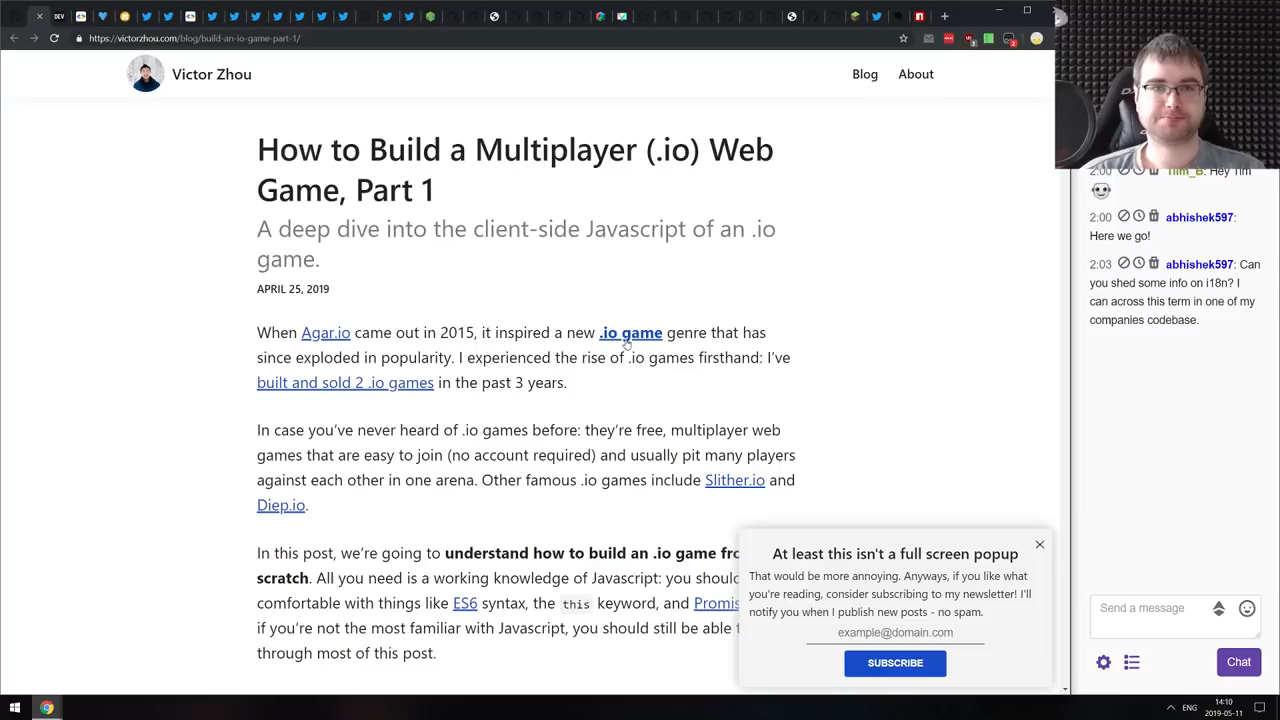 DEV
https://victorzhou.com/blog/build-an-io-game-part-1/
Victor Zhou
Blog
About
How to Build a Multiplayer (.io) Web
Game, Part 1
A deep dive into the client-side Javascript of an .io
game.
APRIL 25, 2019
When Agar.io came out in 2015, it inspired a new .io game genre that has
since exploded in popularity. I experienced the rise of .io games firsthand: I've
built and sold 2 .io games in the past 3 years.
In case you've never heard of .io games before: they're free, multiplayer web
games that are easy to join (no account required) and usually pit many players
against each other in one arena. Other famous .io games include Slither.io and
Diep.io.
In this post, we're going to understand how to build an .io game fro
scratch. All you need is a working knowledge of Javascript: you should
comfortable with things like ES6 syntax, the this keyword, and Promis
if you're not the most familiar with Javascript, you should still be able t
through most of this post.
At least this isn't a full screen popup
That would be more annoying. Anyways, if you like what
you're reading, consider subscribing to my newsletter! I'll
notify you when I publish new posts - no spam.
example@domain.com
SUBSCRIBE
2:00 Tiim_B: Hey Tim
2:00 abhishek597:
Here we go!
2:03 abhishek597: Can
you shed some info on i18n? I
can across this term in one of my
companies codebase.
Send a message
Chat
ENG
14:10
2019-05-11